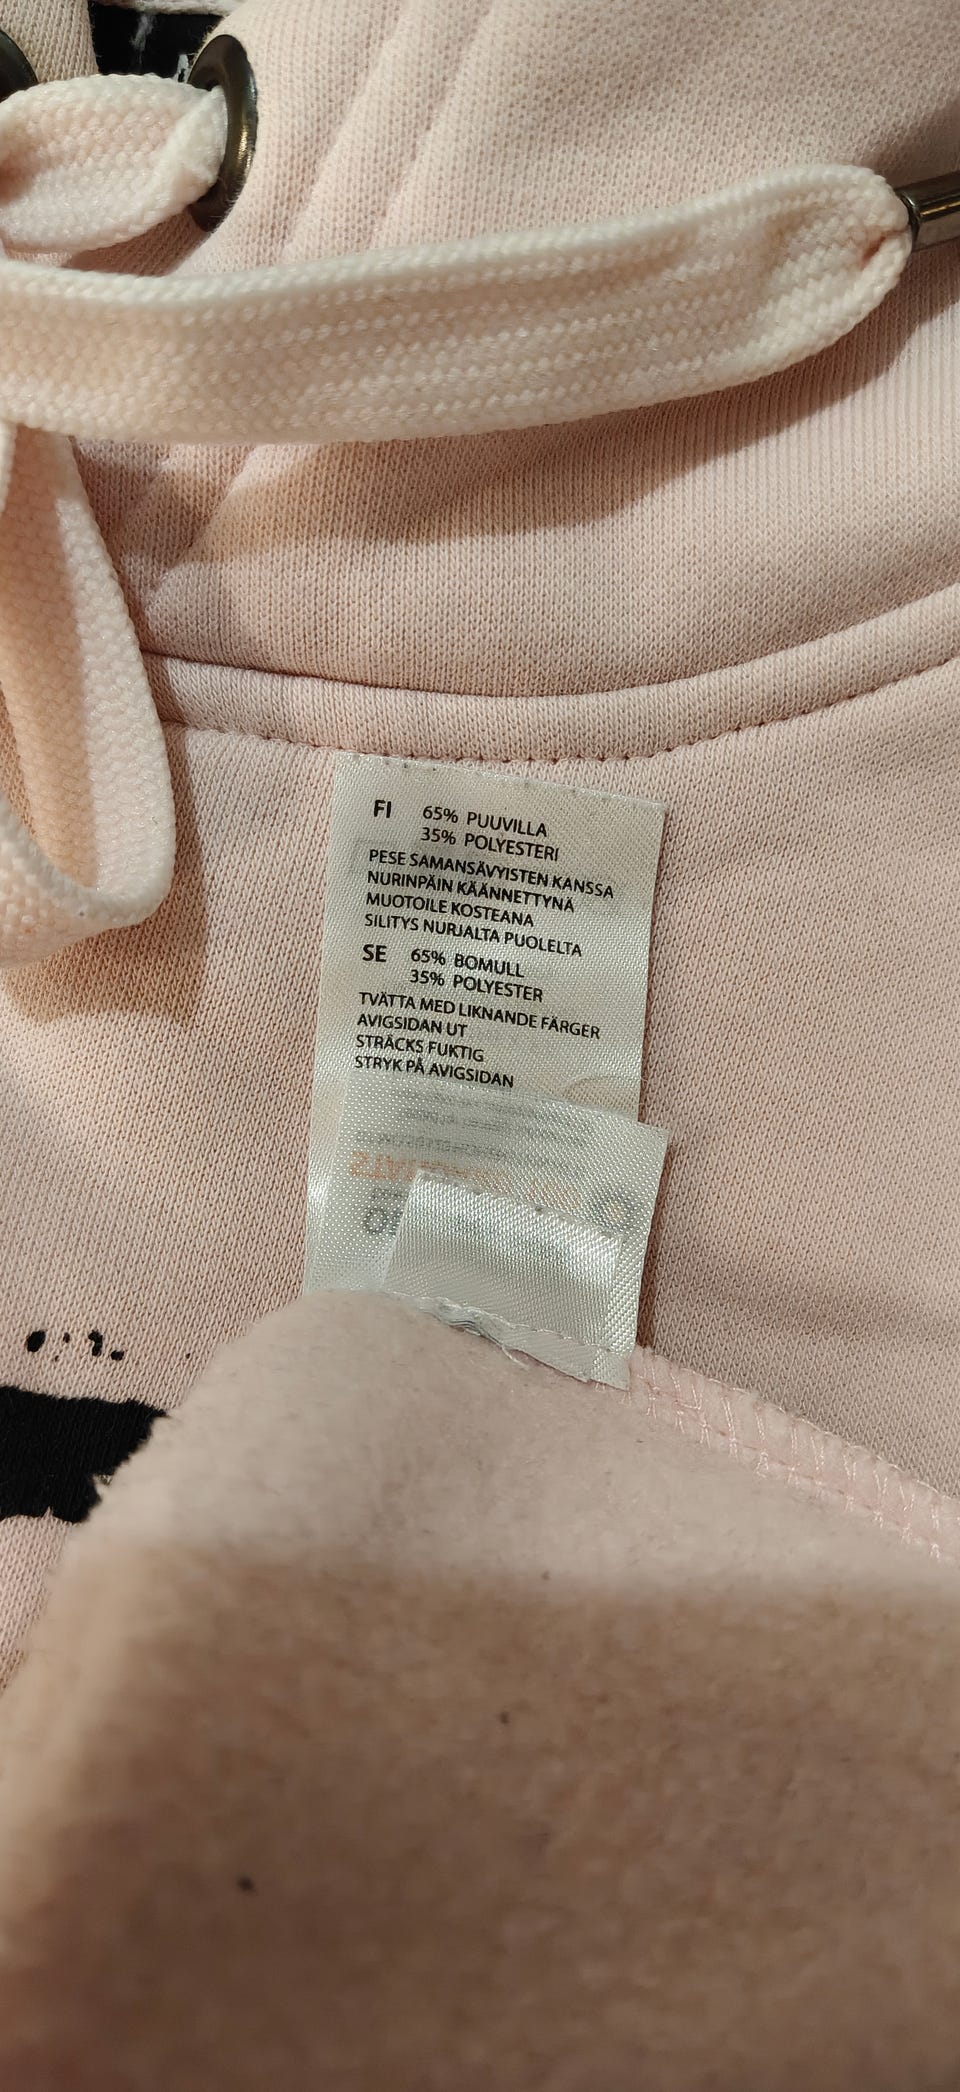 FI 65% PUUVILLA
35% POLYESTERI
PESE SAMANSÄVYISTEN KANSSA
NURINPÄIN KÄÄNNETTYNÄ
MUOTOILE KOSTEANA
SILITYS NURJALTA PUOLELTA
SE 65% BOMULL
35% POLYESTER
TVÄTTA MED LIKNANDE FÄRGER
AVIGSIDAN UT
STRÄCKS FUKTIG
STRYK PÅ AVIGSIDAN